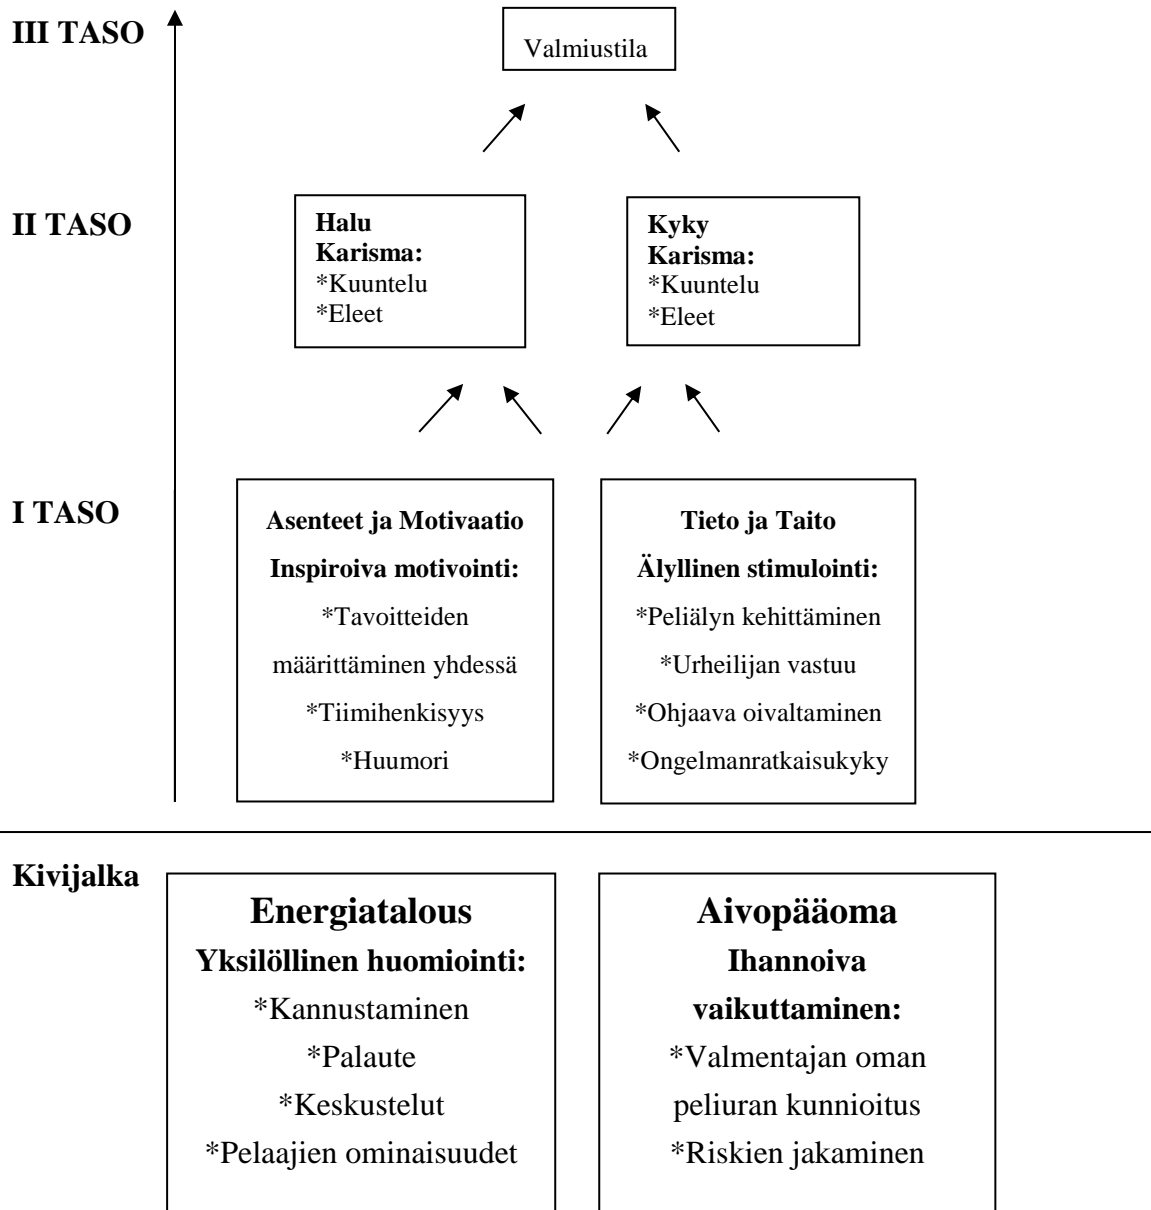 III TASO
Valmiustila
II TASO
Halu
Karisma:
*Kuuntelu
*Eleet
Kyky
Karisma:
*Kuuntelu
*Eleet
I TASO
Asenteet ja Motivaatio
Inspiroiva motivointi:
*Tavoitteiden
määrittäminen yhdessä
*Tiimihenkisyys
*Huumori
Tieto ja Taito
Älyllinen stimulointi:
*Peliälyn kehittäminen
*Urheilijan vastuu
*Ohjaava oivaltaminen
*Ongelmanratkaisukyky
Kivijalka
Energiatalous
Yksilöllinen huomiointi:
*Kannustaminen
*Palaute
*Keskustelut
*Pelaajien ominaisuudet
Aivopääoma
Ihannoiva
vaikuttaminen:
*Valmentajan oman
peliuran kunnioitus
*Riskien jakaminen